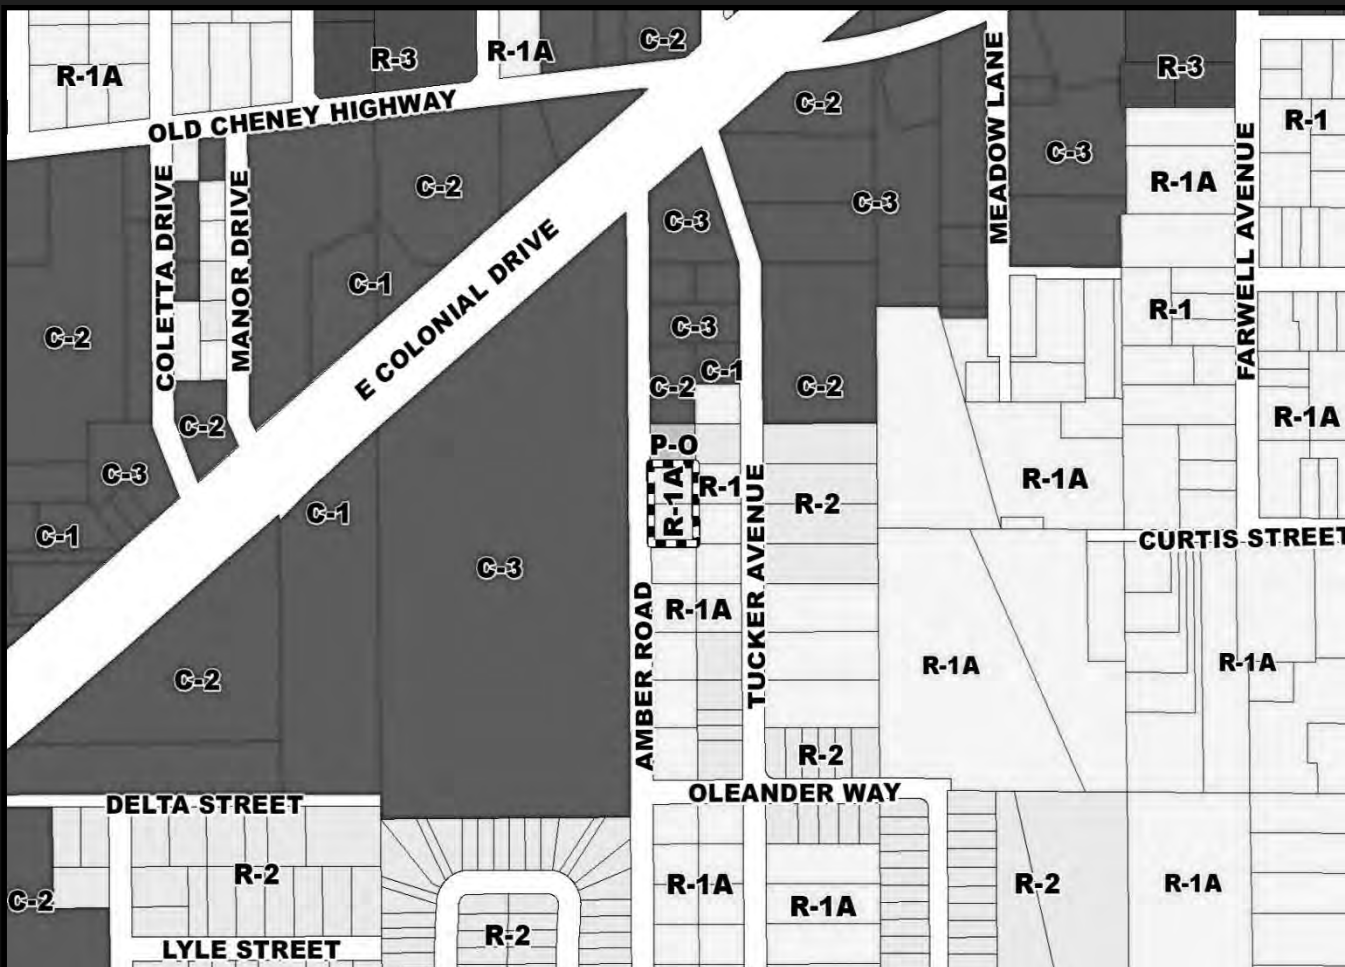 R-1A
R-3
R-1A
C-2
R-3
OLD CHENEY HIGHWAY
C-2
MEADOW LANE
C-3
R-1
R-1A
C-2
C-3
C-3
FARWELL AVENUE
COLETTA DRIVE
MANOR DRIVE
E COLONIAL DRIVE
C-1
R-1
C-2
C-3
C-1
C-2
C-2
C-2
R-1A
C-3
P-O
R-1A
R-1
R-2
R-1A
C-1
C-1
CURTIS STREET
C-3
TUCKER AVENUE
R-1A
AMBER ROAD
R-1A
R-1A
C-2
R-2
OLEANDER WAY
DELTA STREET
R-2
C-2
R-1A
R-1A
R-2
R-1A
R-2
LYLE STREET